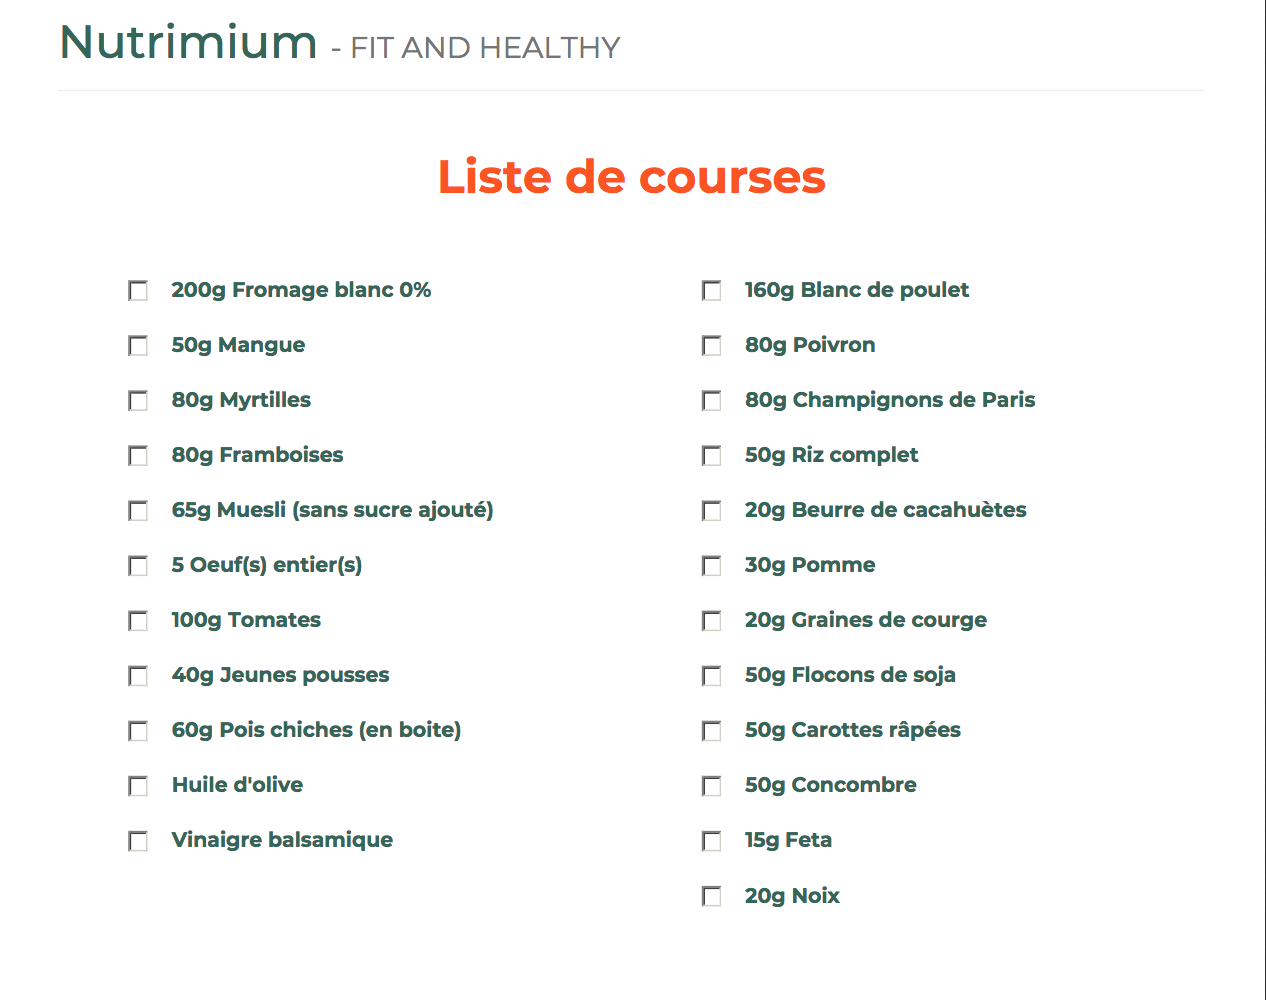 Nutrimium - FIT AND HEALTHY
Liste de courses
200g Fromage blanc 0%
50g Mangue
80g Myrtilles
80g Framboises
65g Muesli (sans sucre ajouté)
5 Oeuf(s) entier(s)
100g Tomates
40g Jeunes pousses
60g Pois chiches (en boite)
Huile d'olive
Vinaigre balsamique
160g Blanc de poulet
80g Poivron
80g Champignons de Paris
50g Riz complet
20g Beurre de cacahuètes
30g Pomme
20g Graines de courge
50g Flocons de soja
50g Carottes râpées
50g Concombre
15g Feta
20g Noix